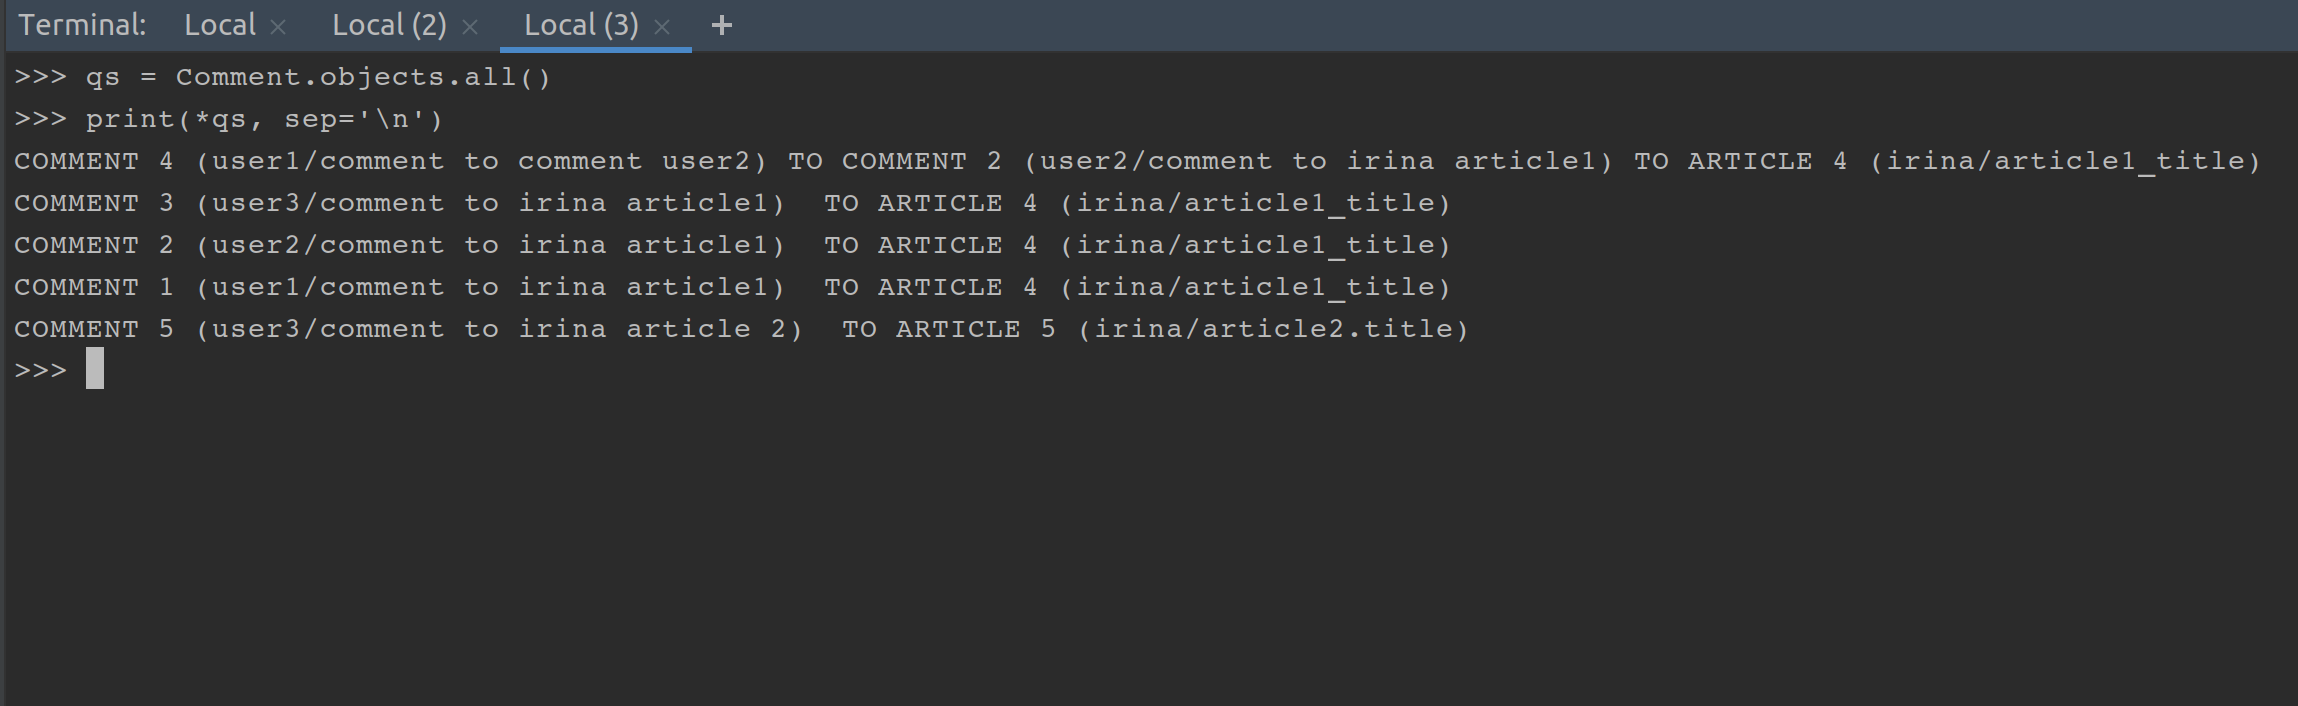 Terminal: Local × Local (2) × Local (3) × +
>>> qs = Comment.objects.all()
>>> print(*qs, sep='\n')
COMMENT 4 (user1/comment to comment user2) TO COMMENT 2 (user2/comment to irina article1) TO ARTICLE 4 (irina/article1_title)
COMMENT 3 (user3/comment to irina article1)  TO ARTICLE 4 (irina/article1_title)
COMMENT 2 (user2/comment to irina article1)  TO ARTICLE 4 (irina/article1_title)
COMMENT 1 (user1/comment to irina article1)  TO ARTICLE 4 (irina/article1_title)
COMMENT 5 (user3/comment to irina article 2)  TO ARTICLE 5 (irina/article2.title)
>>>